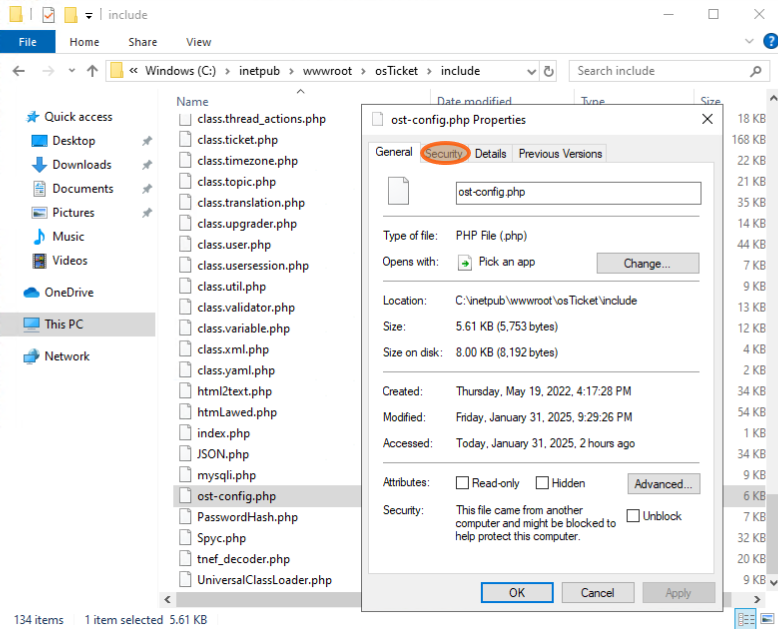 include
File Home Share View
« Windows (C:) › inetpub › wwwroot › osTicket › include
Search include
Quick access
Desktop
Downloads
Documents
Pictures
Music
Videos
OneDrive
This PC
Network
Name Date modified Type Size
class.thread_actions.php 18 KB
class.ticket.php 168 KB
class.timezone.php 22 KB
class.topic.php 21 KB
class.translation.php 35 KB
class.upgrader.php 14 KB
class.user.php 44 KB
class.usersession.php 7 KB
class.util.php 9 KB
class.validator.php 13 KB
class.variable.php 12 KB
class.xml.php 4 KB
class.yaml.php 2 KB
html2text.php 34 KB
htmLawed.php 54 KB
index.php 1 KB
JSON.php 34 KB
mysqli.php 9 KB
ost-config.php 6 KB
PasswordHash.php 7 KB
Spyc.php 32 KB
tnef_decoder.php 20 KB
UniversalClassLoader.php 9 KB
ost-config.php Properties
General Security Details Previous Versions
ost-config.php
Type of file: PHP File (.php)
Opens with: Pick an app Change...
Location: C:\inetpub\wwwroot\osTicket\include
Size: 5.61 KB (5,753 bytes)
Size on disk: 8.00 KB (8,192 bytes)
Created: Thursday, May 19, 2022, 4:17:28 PM
Modified: Friday, January 31, 2025, 9:29:26 PM
Accessed: Today, January 31, 2025, 2 hours ago
Attributes: Read-only Hidden Advanced...
Security: This file came from another
computer and might be blocked to
help protect this computer.
Unblock
OK Cancel Apply
134 items 1 item selected 5.61 KB